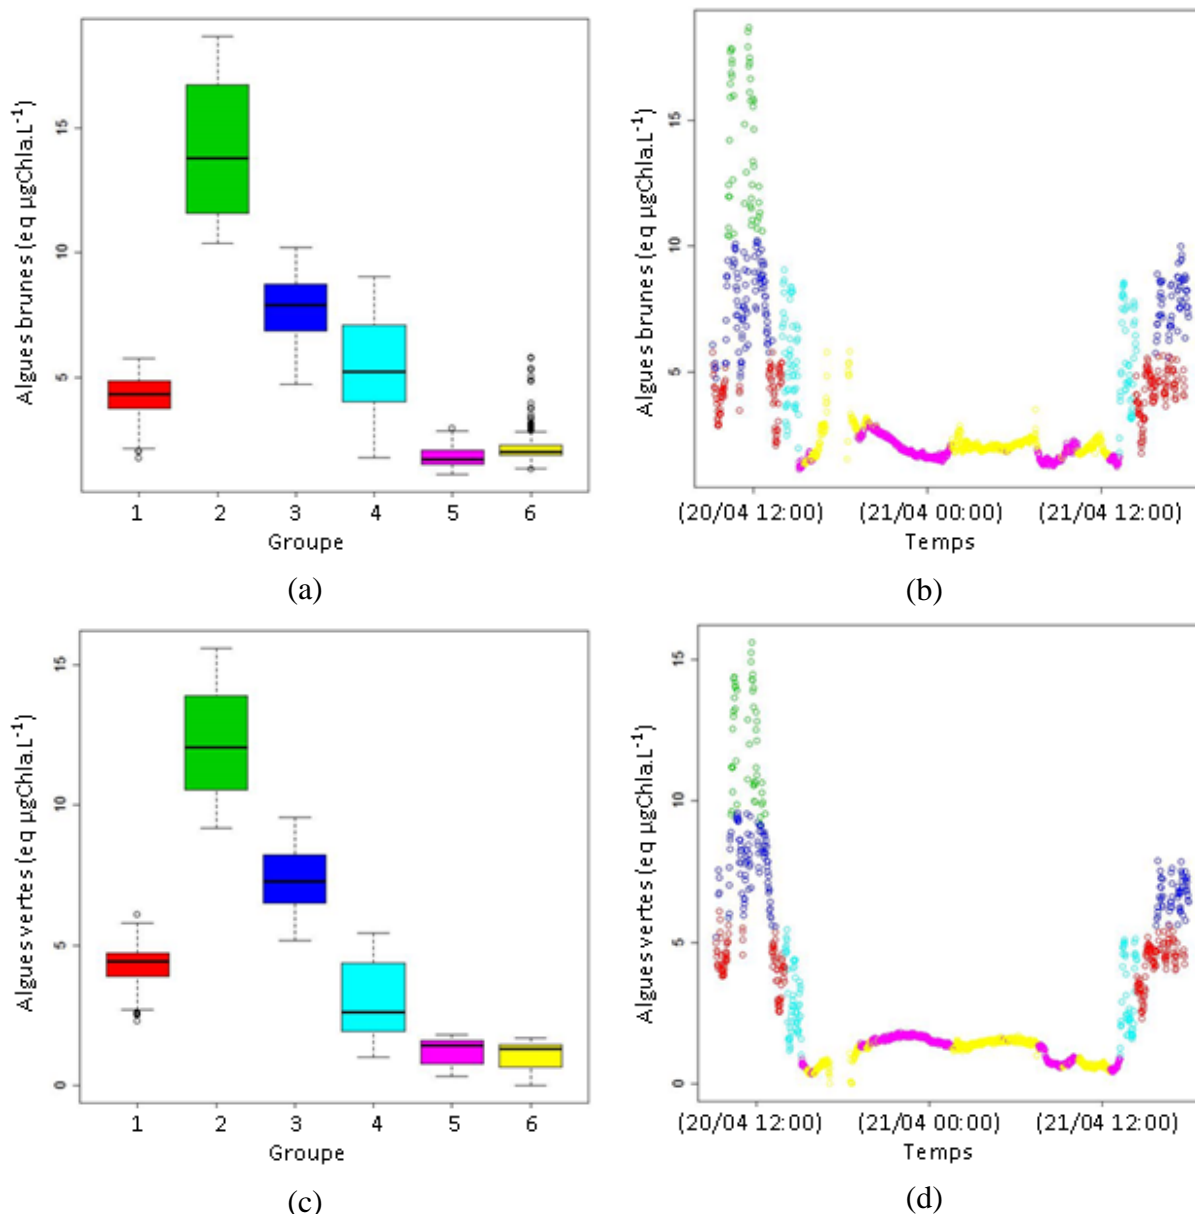 Algues brunes (eq µgChla.L⁻¹)
15
10
5
1 2 3 4 5 6
Groupe
(a)
Algues brunes (eq µgChla.L⁻¹)
15
10
5
(20/04 12:00) (21/04 00:00) (21/04 12:00)
Temps
(b)
Algues vertes (eq µgChla.L⁻¹)
15
10
5
0
1 2 3 4 5 6
Groupe
(c)
Algues vertes (eq µgChla.L⁻¹)
15
10
5
0
(20/04 12:00) (21/04 00:00) (21/04 12:00)
Temps
(d)